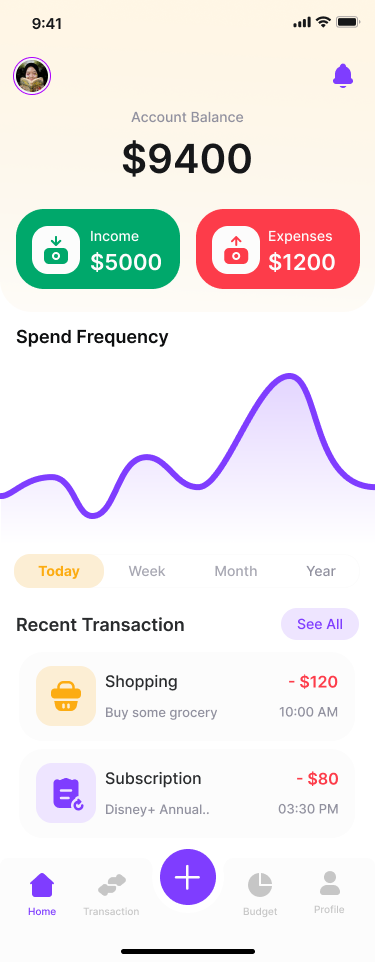 9:41
Account Balance
$9400
Income
$5000
Expenses
$1200
Spend Frequency
Today
Week
Month
Year
Recent Transaction
See All
Shopping
- $120
Buy some grocery
10:00 AM
Subscription
- $80
Disney+ Annual..
03:30 PM
Home
Transaction
Budget
Profile